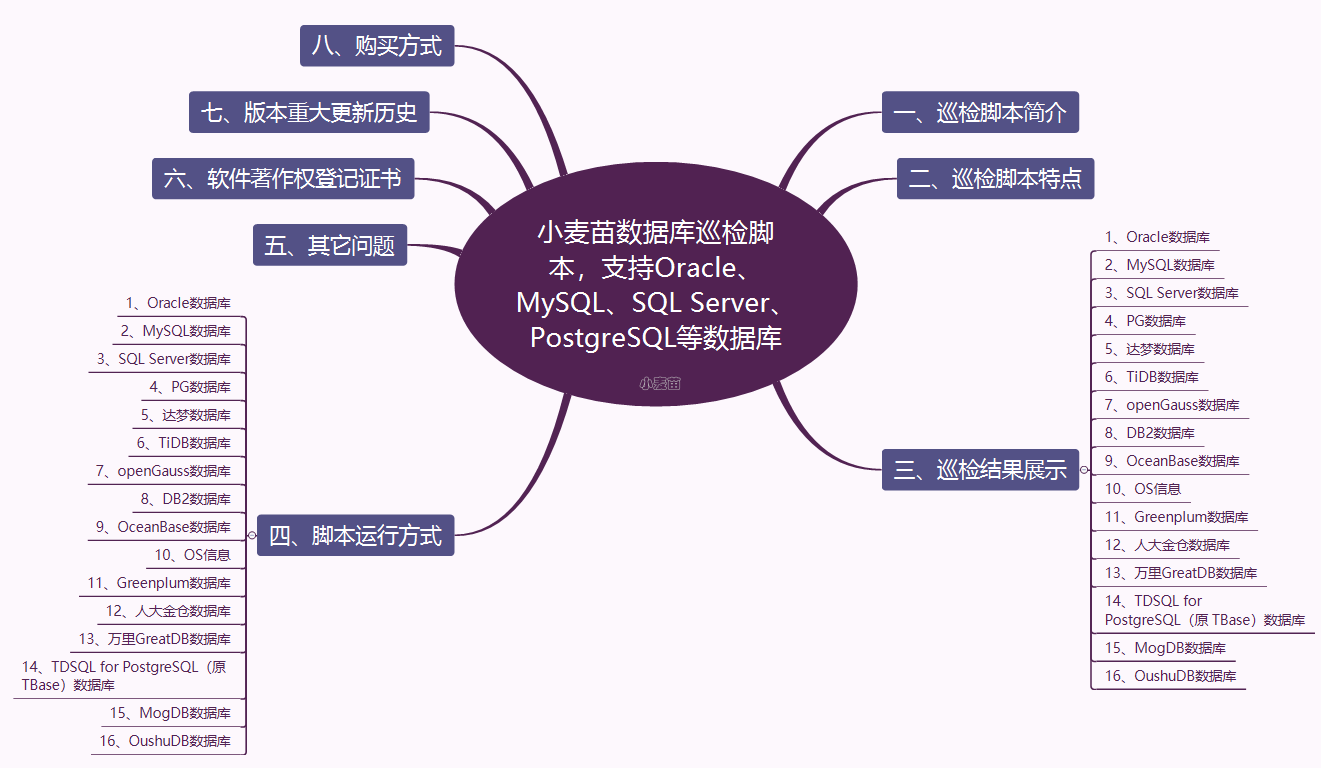 小麦苗数据库巡检脚
本，支持Oracle、
MySQL、SQL Server、
PostgreSQL等数据库
小麦苗
一、巡检脚本简介
二、巡检脚本特点
三、巡检结果展示
1、Oracle数据库
2、MySQL数据库
3、SQL Server数据库
4、PG数据库
5、达梦数据库
6、TiDB数据库
7、openGauss数据库
8、DB2数据库
9、OceanBase数据库
10、OS信息
11、Greenplum数据库
12、人大金仓数据库
13、万里GreatDB数据库
14、TDSQL for
PostgreSQL（原 TBase）数据库
15、MogDB数据库
16、OushuDB数据库
四、脚本运行方式
1、Oracle数据库
2、MySQL数据库
3、SQL Server数据库
4、PG数据库
5、达梦数据库
6、TiDB数据库
7、openGauss数据库
8、DB2数据库
9、OceanBase数据库
10、OS信息
11、Greenplum数据库
12、人大金仓数据库
13、万里GreatDB数据库
14、TDSQL for PostgreSQL（原
TBase）数据库
15、MogDB数据库
16、OushuDB数据库
五、其它问题
六、软件著作权登记证书
七、版本重大更新历史
八、购买方式